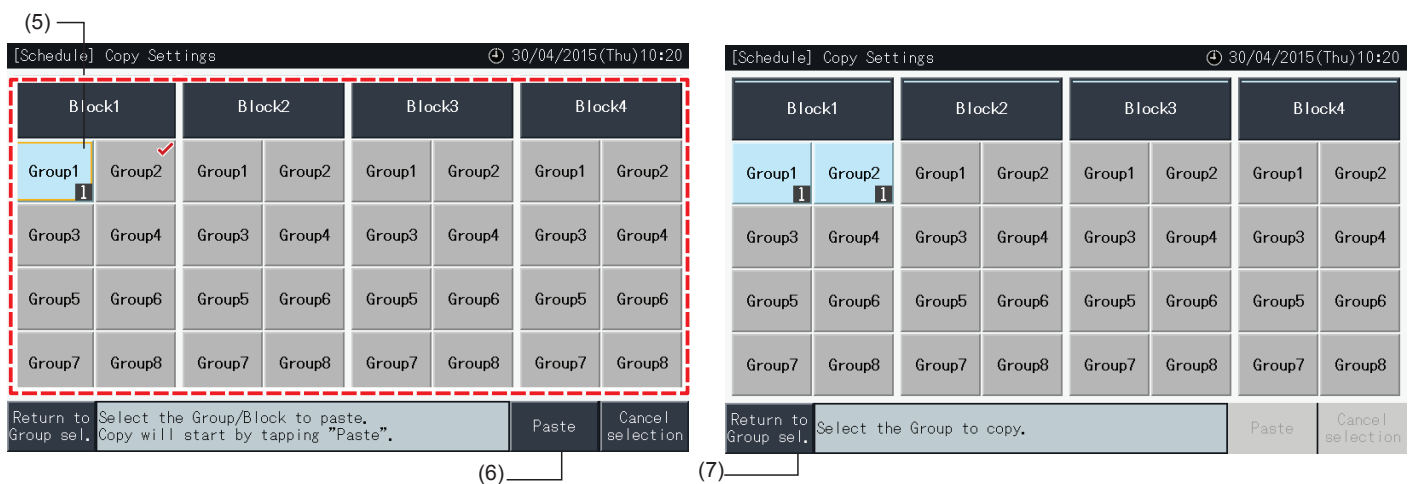 (5)
[Schedule] Copy Settings 30/04/2015(Thu)10:20
Block1 Block2 Block3 Block4
Group1 Group2 Group1 Group2 Group1 Group2 Group1 Group2
1
Group3 Group4 Group3 Group4 Group3 Group4 Group3 Group4
Group5 Group6 Group5 Group6 Group5 Group6 Group5 Group6
Group7 Group8 Group7 Group8 Group7 Group8 Group7 Group8
Return to
Group sel.
Select the Group/Block to paste.
Copy will start by tapping "Paste".
Paste
Cancel
selection
(6)
[Schedule] Copy Settings 30/04/2015(Thu)10:20
Block1 Block2 Block3 Block4
Group1 Group2 Group1 Group2 Group1 Group2 Group1 Group2
1 1
Group3 Group4 Group3 Group4 Group3 Group4 Group3 Group4
Group5 Group6 Group5 Group6 Group5 Group6 Group5 Group6
Group7 Group8 Group7 Group8 Group7 Group8 Group7 Group8
Return to
Group sel.
Select the Group to copy.
Paste
Cancel
selection
(7)